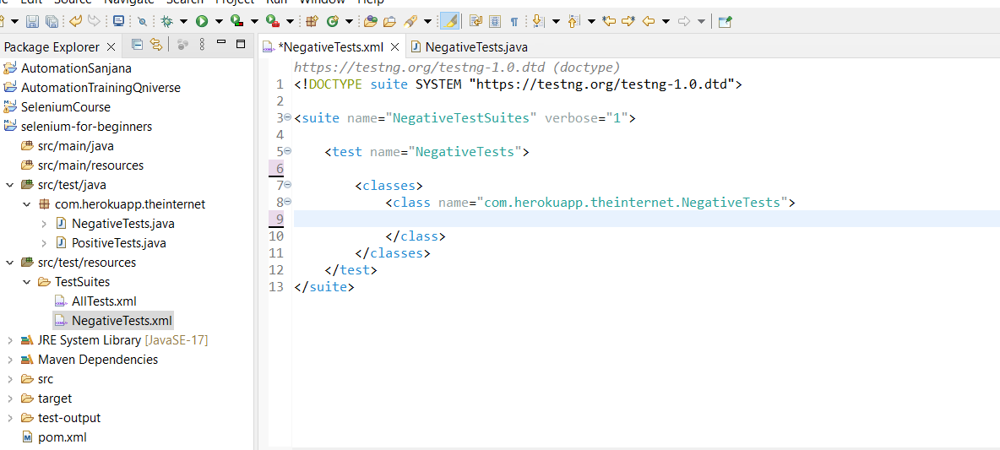 Edit Source Navigate Search Project Run Window Help
Package Explorer
AutomationSanjana
AutomationTrainingQniverse
SeleniumCourse
selenium-for-beginners
src/main/java
src/main/resources
src/test/java
com.herokuapp.theinternet
NegativeTests.java
PositiveTests.java
src/test/resources
TestSuites
AllTests.xml
NegativeTests.xml
JRE System Library [JavaSE-17]
Maven Dependencies
src
target
test-output
pom.xml
*NegativeTests.xml NegativeTests.java
https://testng.org/testng-1.0.dtd (doctype)
1 <!DOCTYPE suite SYSTEM "https://testng.org/testng-1.0.dtd">
2
3 <suite name="NegativeTestSuites" verbose="1">
4
5 <test name="NegativeTests">
6
7 <classes>
8 <class name="com.herokuapp.theinternet.NegativeTests">
9
10 </class>
11 </classes>
12 </test>
13 </suite>